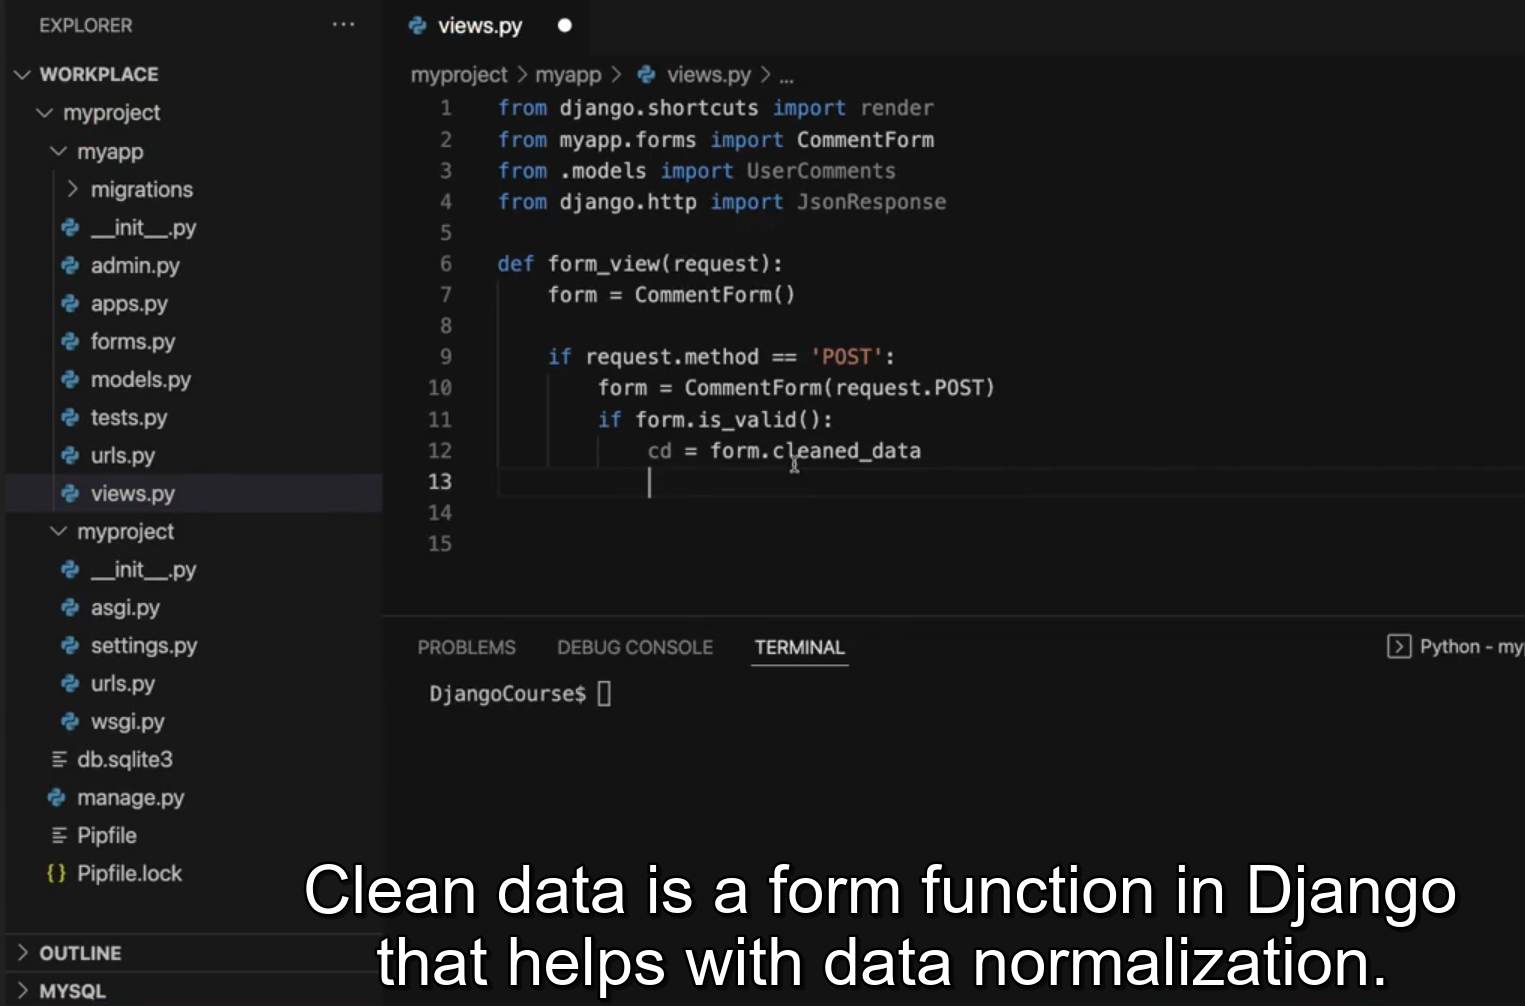 EXPLORER
WORKPLACE
myproject
myapp
migrations
__init__.py
admin.py
apps.py
forms.py
models.py
tests.py
urls.py
views.py
myproject
__init__.py
asgi.py
settings.py
urls.py
wsgi.py
db.sqlite3
manage.py
Pipfile
{} Pipfile.lock
OUTLINE
MYSQL
views.py
myproject > myapp > views.py > ...
1 from django.shortcuts import render
2 from myapp.forms import CommentForm
3 from .models import UserComments
4 from django.http import JsonResponse
5
6 def form_view(request):
7 form = CommentForm()
8
9 if request.method == 'POST':
10 form = CommentForm(request.POST)
11 if form.is_valid():
12 cd = form.cleaned_data
13
14
15
PROBLEMS DEBUG CONSOLE TERMINAL
Python - myp
DjangoCourse$
Clean data is a form function in Django
that helps with data normalization.